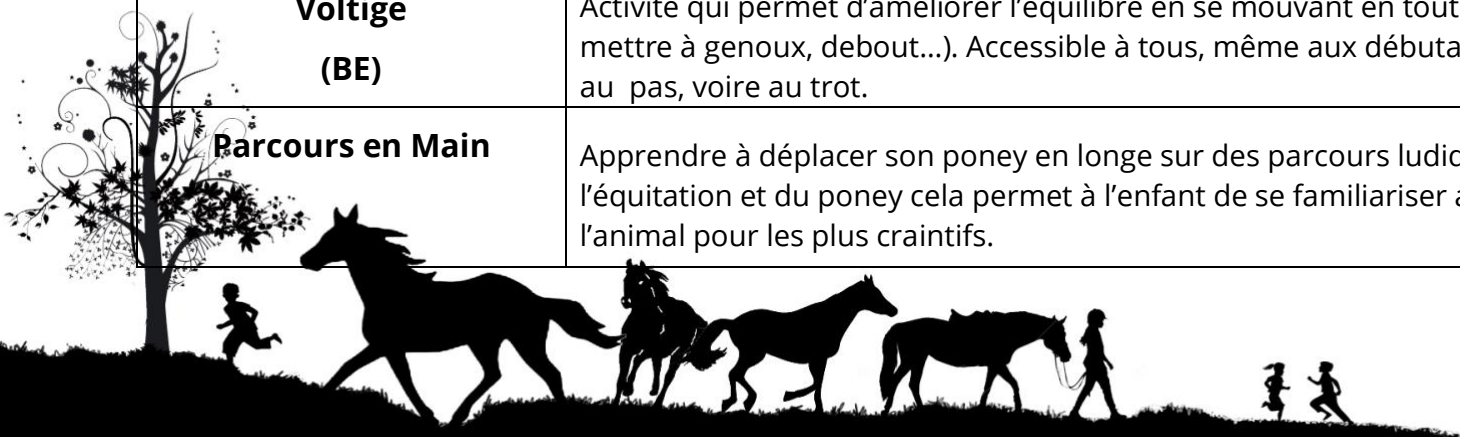 Voltige
(BE)
Activité qui permet d'améliorer l'équilibre en se mouvant en tout
mettre à genoux, debout...). Accessible à tous, même aux
au pas, voire au trot.
Parcours en Main
Apprendre à déplacer son poney en longe sur des parcours
l'équitation et du poney cela permet à l'enfant de se familiariser
l'animal pour les plus craintifs.